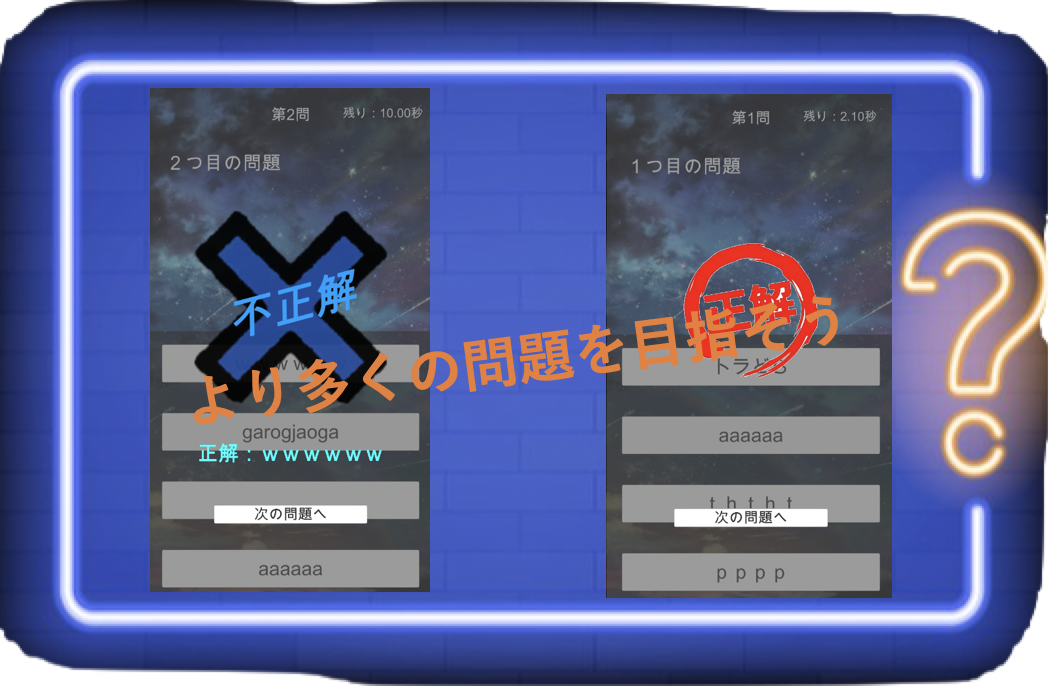 第2問
残り：10.00秒
２つ目の問題
不正解
garogjaoga
正解：ｗｗｗｗｗｗ
次の問題へ
aaaaaa
より多くの問題を目指そう
第1問
残り：2.10秒
１つ目の問題
正解
aaaaaa
ｔｈｔｈｔ
次の問題へ
ｐｐｐｐ